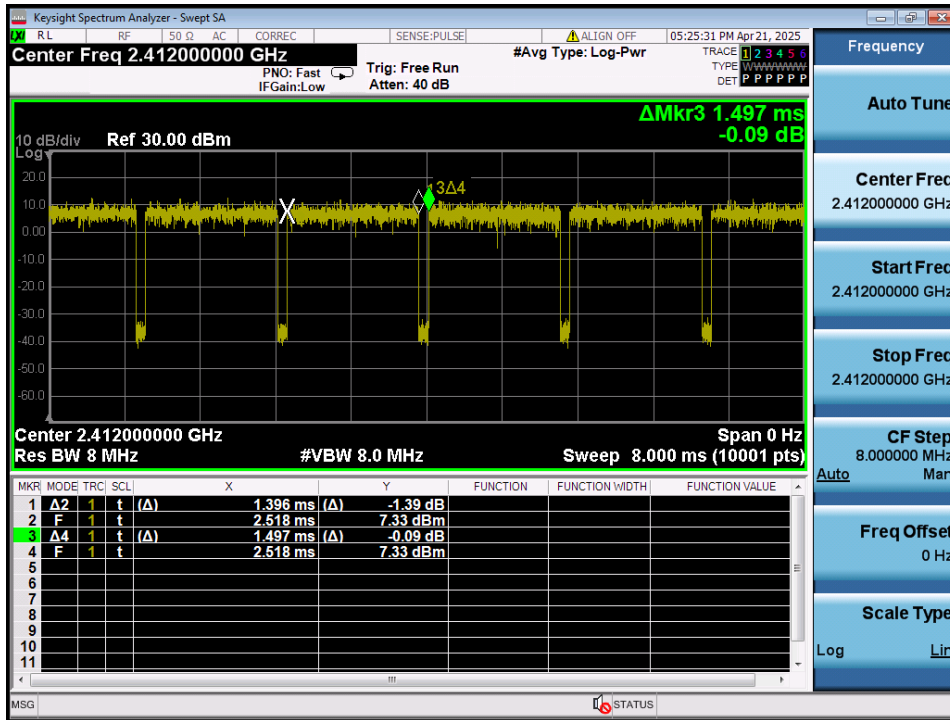 Keysight Spectrum Analyzer - Swept SA
LXI RL RF 50 Ω AC CORREC SENSE:PULSE ALIGN OFF 05:25:31 PM Apr 21, 2025
Center Freq 2.412000000 GHz
#Avg Type: Log-Pwr
TRACE 1 2 3 4 5 6
TYPE WWWWWW
DET P P P P P P
PNO: Fast
IFGain:Low
Trig: Free Run
Atten: 40 dB
ΔMkr3 1.497 ms
-0.09 dB
10 dB/div Ref 30.00 dBm
Log
20.0
10.0
0.00
-10.0
-20.0
-30.0
-40.0
-50.0
-60.0
3Δ4
X
Center 2.412000000 GHz Span 0 Hz
Res BW 8 MHz #VBW 8.0 MHz Sweep 8.000 ms (10001 pts)
MKR MODE TRC SCL X Y FUNCTION FUNCTION WIDTH FUNCTION VALUE
1 Δ2 1 t (Δ) 1.396 ms (Δ) -1.39 dB
2 F 1 t 2.518 ms 7.33 dBm
3 Δ4 1 t (Δ) 1.497 ms (Δ) -0.09 dB
4 F 1 t 2.518 ms 7.33 dBm
5
6
7
8
9
10
11
MSG STATUS
Frequency
Auto Tune
Center Freq
2.412000000 GHz
Start Freq
2.412000000 GHz
Stop Freq
2.412000000 GHz
CF Step
8.000000 MHz
Auto Man
Freq Offset
0 Hz
Scale Type
Log Lin